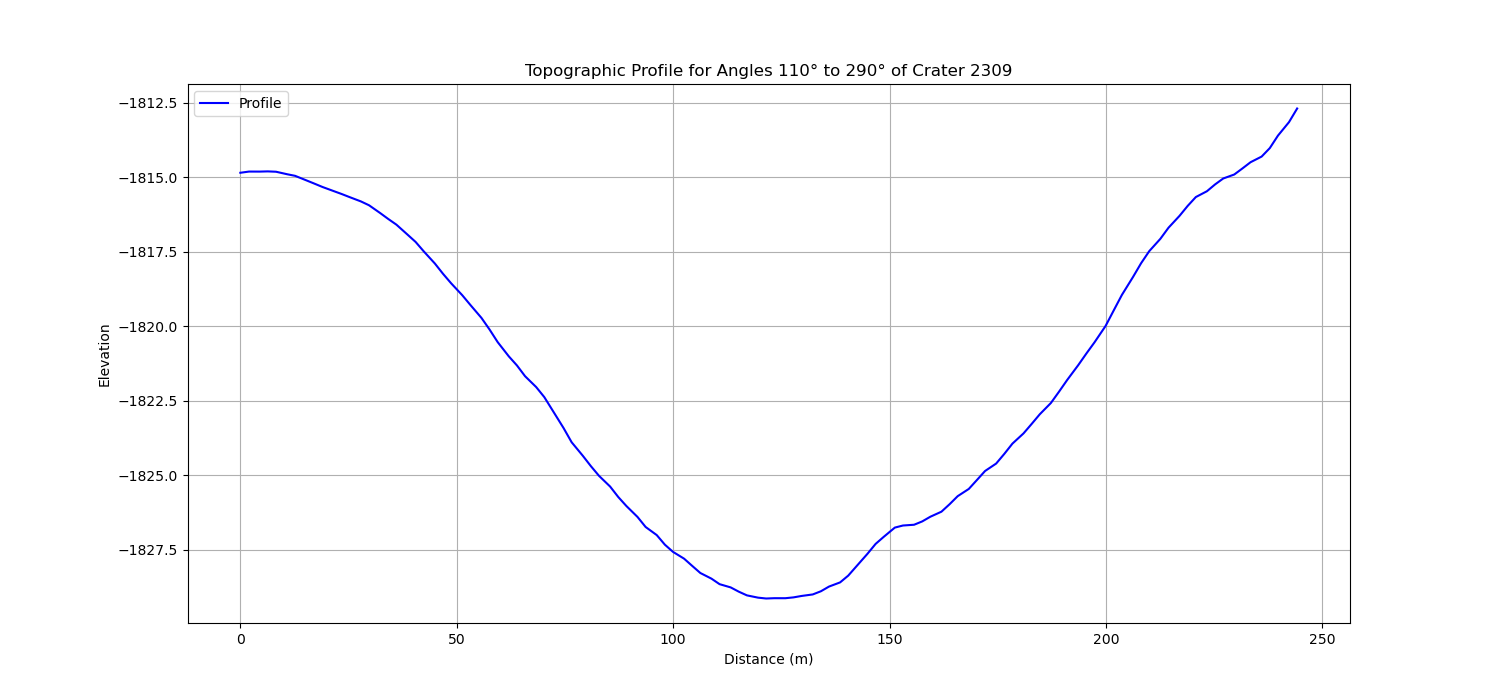 Topographic Profile for Angles 110° to 290° of Crater 2309
Profile
−1812.5
−1815.0
−1817.5
−1820.0
−1822.5
−1825.0
−1827.5
Elevation
0 50 100 150 200 250
Distance (m)